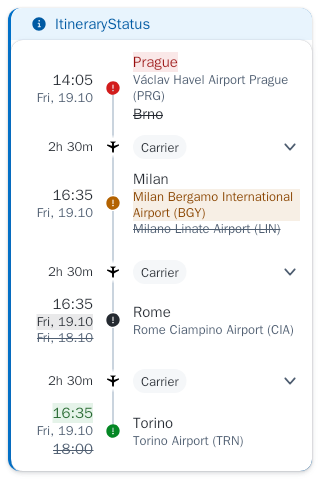 ItineraryStatus
Prague
14:05
Václav Havel Airport Prague
Fri, 19.10
(PRG)
Brno
2h 30m
Carrier
Milan
16:35
Milan Bergamo International
Fri, 19.10
Airport (BGY)
Milano Linate Airport (LIN)
2h 30m
Carrier
16:35
Rome
Fri, 19.10
Rome Ciampino Airport (CIA)
Fri, 18.10
2h 30m
Carrier
16:35
Torino
Fri, 19.10
Torino Airport (TRN)
18:00